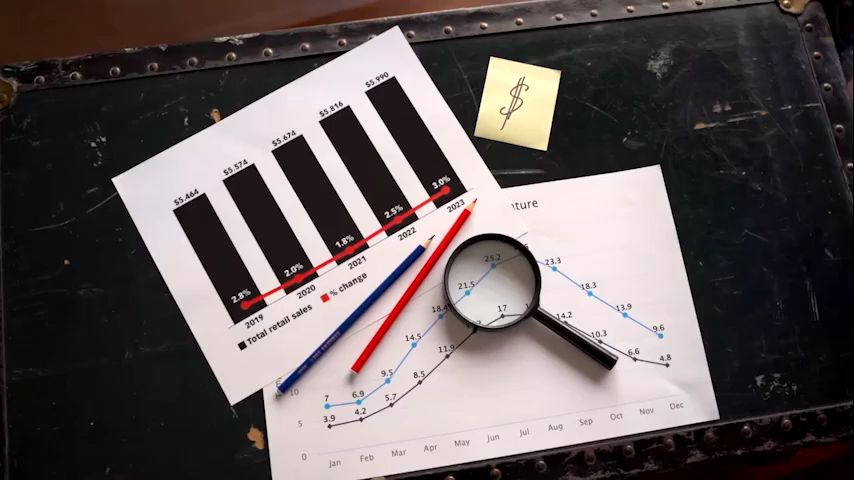 $5.464
$5.574
$5.674
$5.816
$5.990
2.8%
2.0%
1.8%
2.5%
3.0%
2019
2020
2021
2022
2023
Total retail sales
% change
$
7
6.9
9.5
14.5
18.4
21.5
25.2
23.3
18.3
13.9
9.6
3.9
4.2
5.7
8.5
11.9
17
14.2
10.3
6.6
4.8
10
5
0
Jan
Feb
Mar
Apr
May
Jun
Jul
Aug
Sep
Oct
Nov
Dec